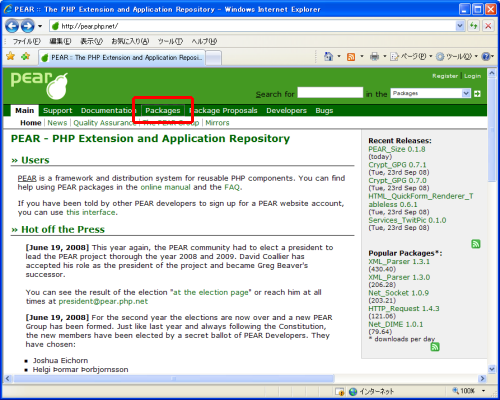 PEAR :: The PHP Extension and Application Repository - Windows Internet Explorer
http://pear.php.net/
ファイル(F) 編集(E) 表示(V) お気に入り(A) ツール(T) ヘルプ(H)
PEAR :: The PHP Extension and Application Reposi...
ページ(P) ツール(O)
pear
Register | Login
Search for in the Packages
Main Support Documentation Packages Package Proposals Developers Bugs
Home | News | Quality Assurance | The PEAR Group | Mirrors
PEAR - PHP Extension and Application Repository
» Users
PEAR is a framework and distribution system for reusable PHP components. You can find
help using PEAR packages in the online manual and the FAQ.
If you have been told by other PEAR developers to sign up for a PEAR website account,
you can use this interface.
» Hot off the Press
[June 19, 2008] This year again, the PEAR community had to elect a president to
lead the PEAR project thorough the year 2008 and 2009. David Coallier has
accepted his role as the president of the project and became Greg Beaver's
successor.
You can see the result of the election "at the election page" or reach him at all
times at president@pear.php.net
[June 19, 2008] For the second year the elections are now over and a new PEAR
Group has been formed. Just like last year and always following the Constitution,
the new members have been elected by a secret ballot of PEAR Developers. They
have chosen:
Joshua Eichorn
Helgi Þormar Þorbjörnsson
Recent Releases:
PEAR_Size 0.1.8
(today)
Crypt_GPG 0.7.1
(Tue, 23rd Sep 08)
Crypt_GPG 0.7.0
(Tue, 23rd Sep 08)
HTML_QuickForm_Renderer_T
ableless 0.6.1
(Tue, 23rd Sep 08)
Services_TwitPic 0.1.0
(Tue, 23rd Sep 08)
Popular Packages*:
XML_Parser 1.3.1
(430.40)
XML_Parser 1.3.0
(206.28)
Net_Socket 1.0.9
(203.21)
HTTP_Request 1.4.3
(121.06)
Net_DIME 1.0.1
(79.64)
* downloads per day
インターネット 100%